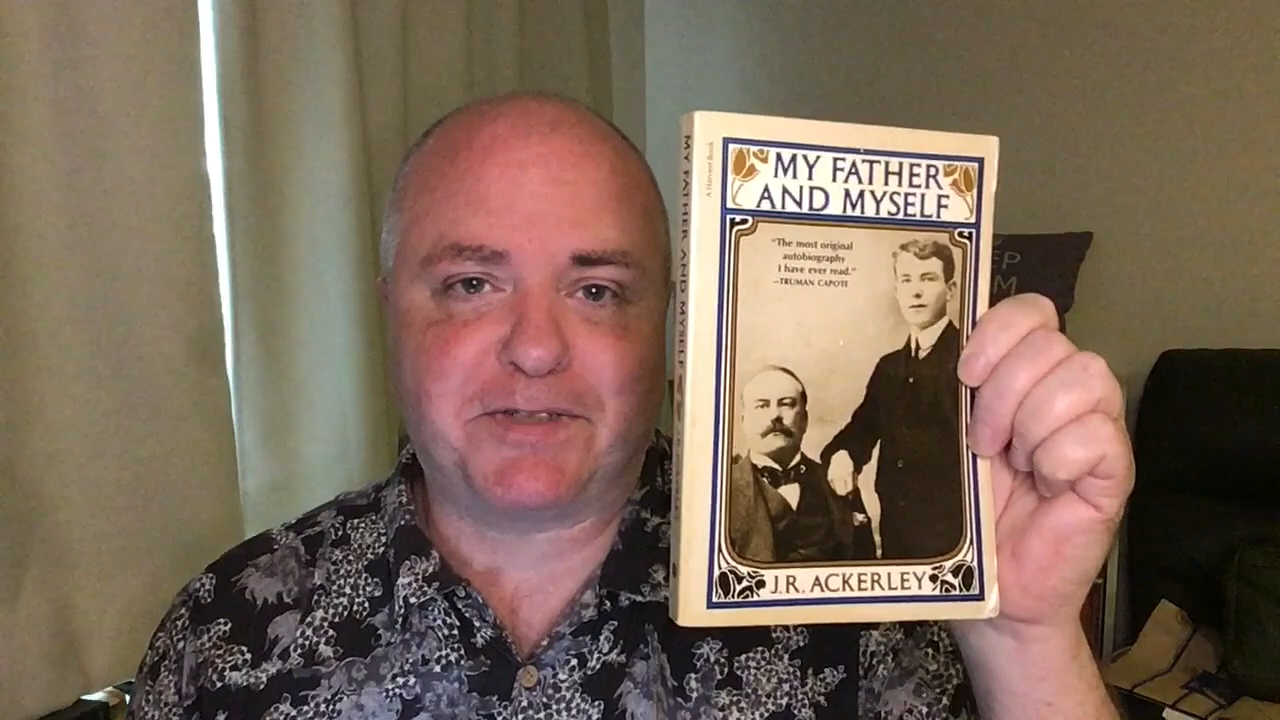 A Harvest Book
MY FATHER AND MYSELF
MY FATHER
AND MYSELF
"The most original
autobiography
I have ever read."
—TRUMAN CAPOTE
J.R. ACKERLEY